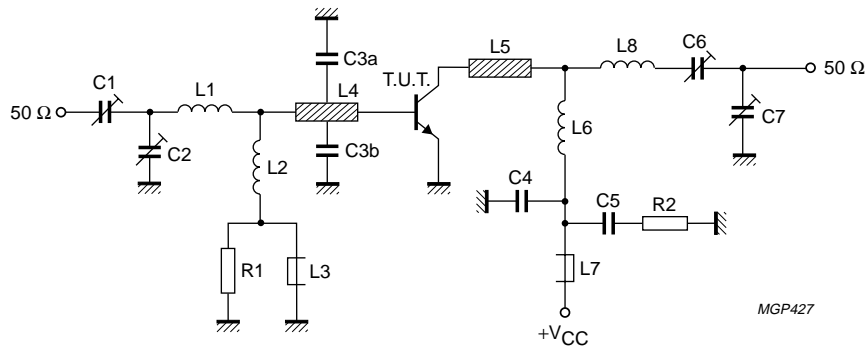 C3a
L5
L8
C6
50 Ω
C1
L1
L4
T.U.T.
50 Ω
C7
L6
C2
L2
C3b
C4
C5
R2
R1
L3
L7
MGP427
+VCC